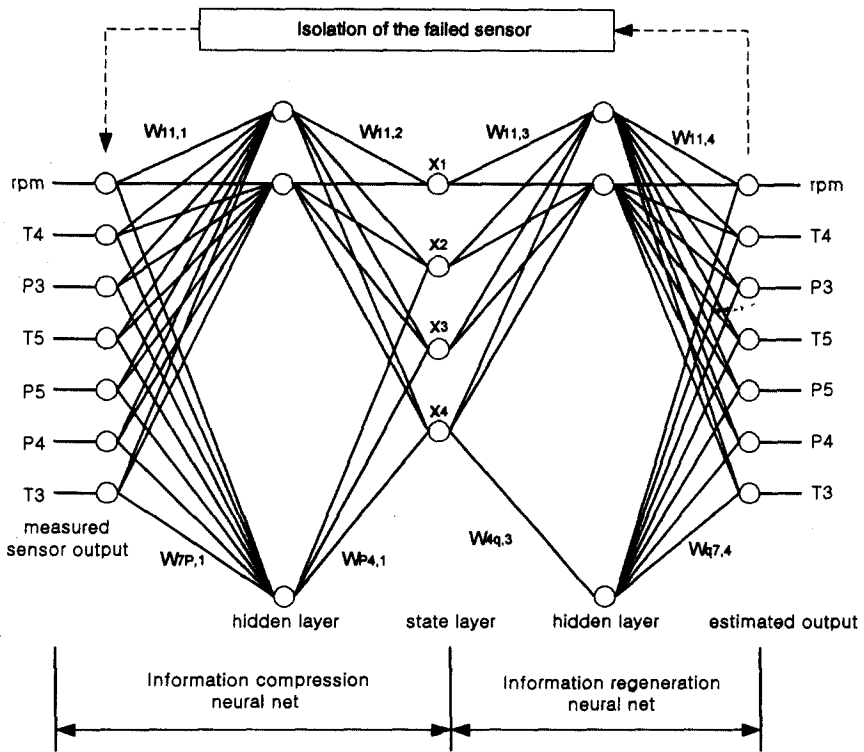 Isolation of the failed sensor
W11,1
W11,2
W11,3
W11,4
X1
rpm
rpm
T4
X2
T4
P3
P3
T5
X3
T5
P5
X4
P5
P4
P4
T3
T3
measured
sensor output
W7P,1
WP4,1
W4q,3
Wq7,4
hidden layer
state layer
hidden layer
estimated output
Information compression
neural net
Information regeneration
neural net